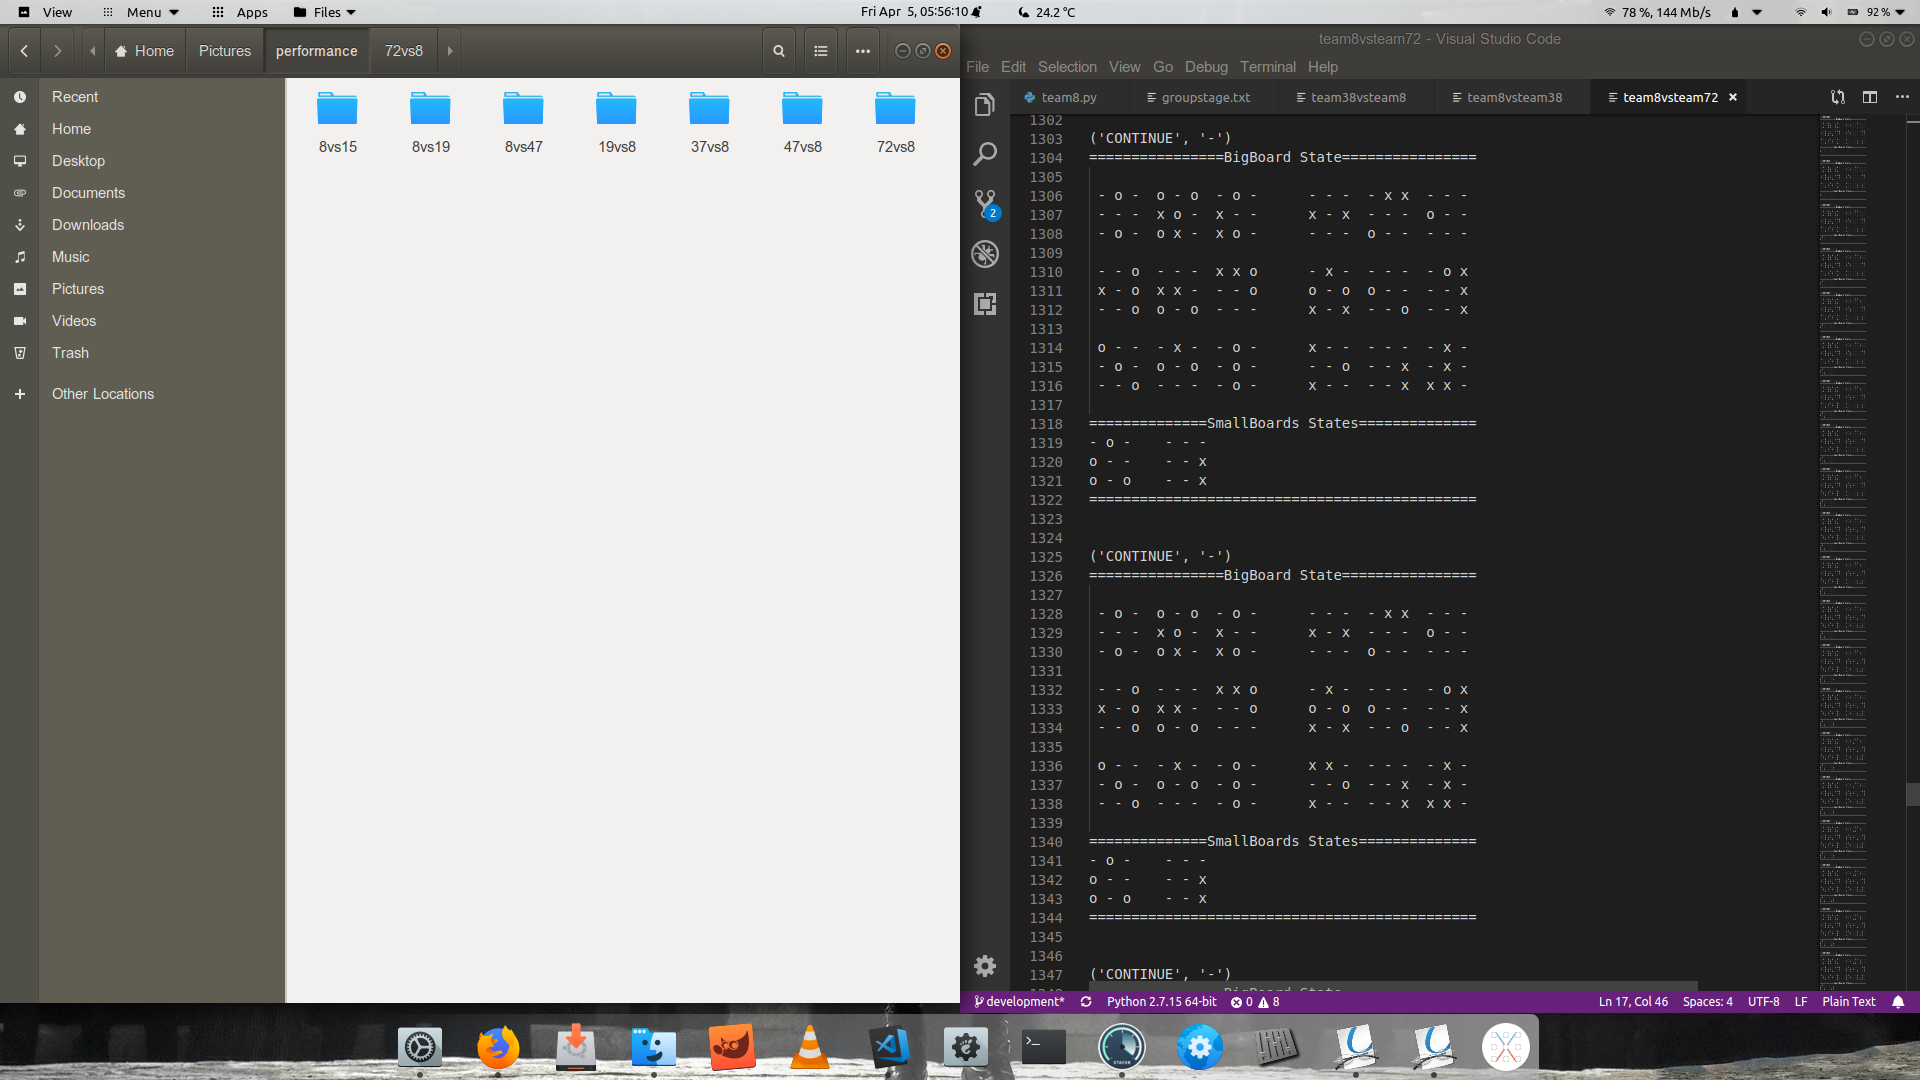 View Menu Apps Files Fri Apr 5, 05:56:10 24.2 °C 78 %, 144 Mb/s 92 %
Home Pictures performance 72vs8
Recent
Home
Desktop
Documents
Downloads
Music
Pictures
Videos
Trash
Other Locations
8vs15 8vs19 8vs47 19vs8 37vs8 47vs8 72vs8
team8vsteam72 - Visual Studio Code
File Edit Selection View Go Debug Terminal Help
team8.py groupstage.txt team38vsteam8 team8vsteam38 team8vsteam72
2
1302
1303 ('CONTINUE', '-')
1304 ================BigBoard State================
1305
1306 - o - o - o - o - - - - - x x - - -
1307 - - - x o - x - - x - x - - - o - -
1308 - o - o x - x o - - - - o - - - - -
1309
1310 - - o - - - x x o - x - - - - - o x
1311 x - o x x - - - o o - o o - - - - x
1312 - - o o - o - - - x - x - - o - - x
1313
1314 o - - - x - - o - x - - - - - - x -
1315 - o - o - o - o - - - o - - x - x -
1316 - - o - - - - o - x - - - - x x x -
1317
1318 ==============SmallBoards States==============
1319 - o - - - -
1320 o - - - - x
1321 o - o - - x
1322 ==============================================
1323
1324
1325 ('CONTINUE', '-')
1326 ================BigBoard State================
1327
1328 - o - o - o - o - - - - - x x - - -
1329 - - - x o - x - - x - x - - - o - -
1330 - o - o x - x o - - - - o - - - - -
1331
1332 - - o - - - x x o - x - - - - - o x
1333 x - o x x - - - o o - o o - - - - x
1334 - - o o - o - - - x - x - - o - - x
1335
1336 o - - - x - - o - x x - - - - - x -
1337 - o - o - o - o - - - o - - x - x -
1338 - - o - - - - o - x - - - - x x x -
1339
1340 ==============SmallBoards States==============
1341 - o - - - -
1342 o - - - - x
1343 o - o - - x
1344 ==============================================
1345
1346
1347 ('CONTINUE', '-')
development* Python 2.7.15 64-bit 0 8 Ln 17, Col 46 Spaces: 4 UTF-8 LF Plain Text